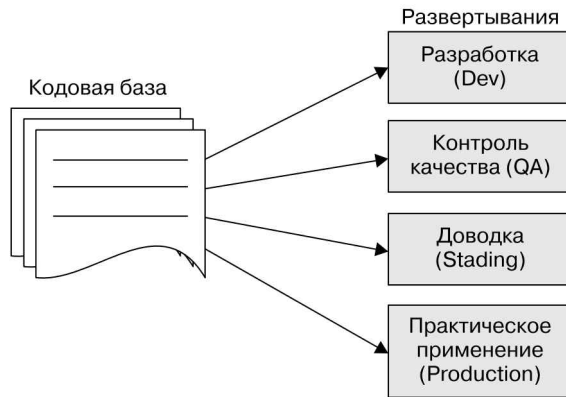 Развертывания
Кодовая база
Разработка
(Dev)
Контроль
качества (QA)
Доводка
(Stading)
Практическое
применение
(Production)